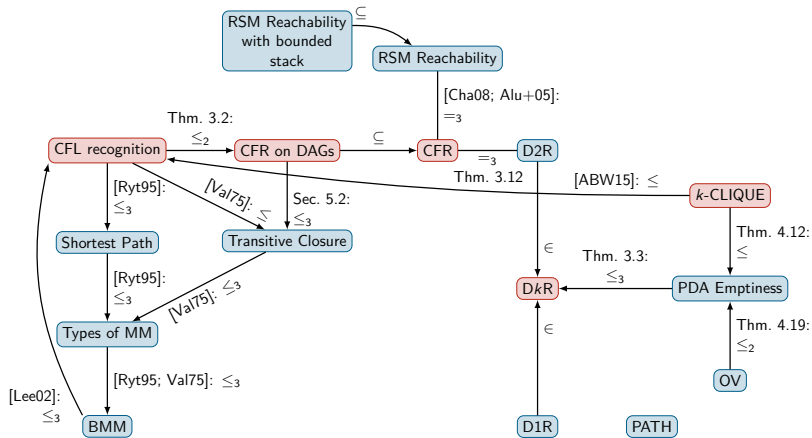 RSM Reachability
with bounded
stack
⊆
RSM Reachability
[Cha08; Alu+05]:
=₃
Thm. 3.2:
≤₂
CFL recognition
CFR on DAGs
⊆
CFR
=₃
D2R
Thm. 3.12
[ABW15]: ≤
k-CLIQUE
[Ryt95]:
≤₃
[Val75]: ≤
Sec. 5.2:
≤₃
Shortest Path
Transitive Closure
∈
Thm. 4.12:
≤
Thm. 3.3:
≤₃
[Ryt95]:
≤₃
[Val75]: ≤₃
DkR
PDA Emptiness
Types of MM
∈
Thm. 4.19:
≤₂
[Ryt95; Val75]: ≤₃
OV
[Lee02]:
≤₃
BMM
D1R
PATH